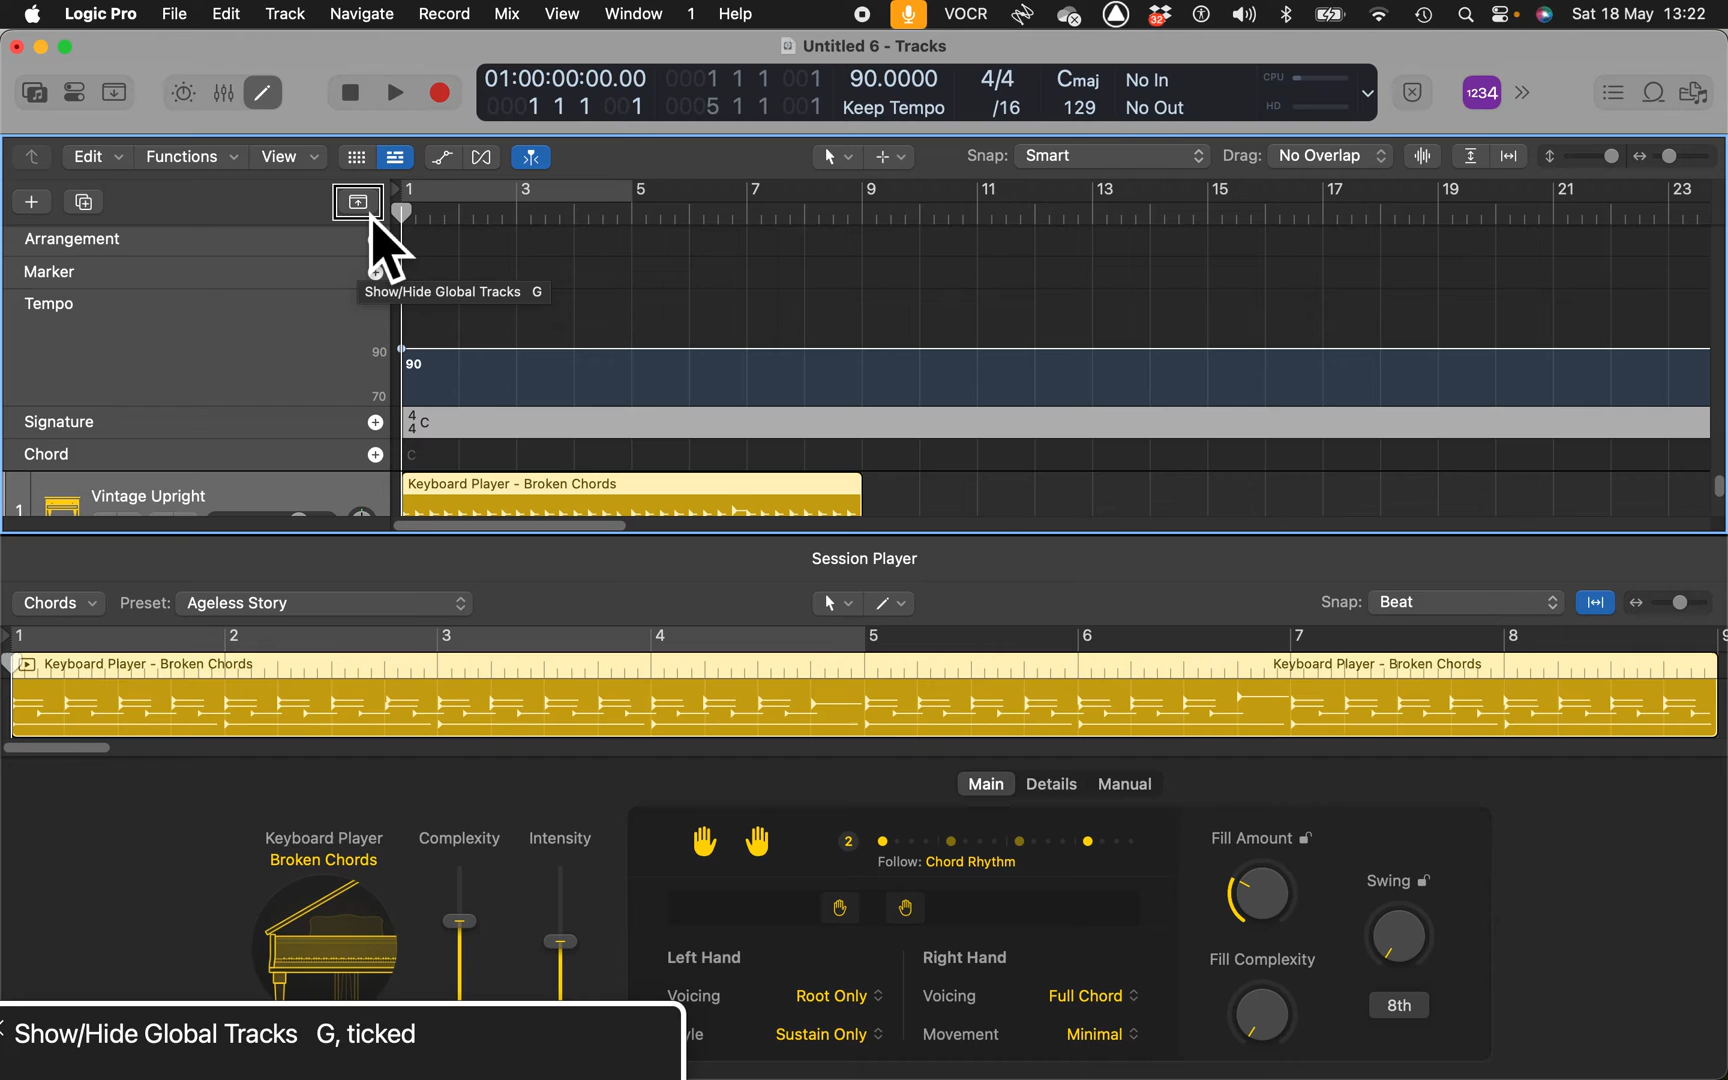 Logic Pro File Edit Track Navigate Record Mix View Window 1 Help VOCR 32 Sat 18 May 13:22
Untitled 6 - Tracks
01:00:00:00.00 0001 1 1 001 90.0000 4/4 Cmaj No In CPU
0001 1 1 001 0005 1 1 001 Keep Tempo /16 129 No Out HD
1234
Edit Functions View Snap: Smart Drag: No Overlap
1 3 5 7 9 11 13 15 17 19 21 23
Arrangement
Marker
Show/Hide Global Tracks G
Tempo
90
90
70
Signature
4 4 C
Chord C
Keyboard Player - Broken Chords
1 Vintage Upright
Session Player
Chords Preset: Ageless Story Snap: Beat
1 2 3 4 5 6 7 8 9
Keyboard Player - Broken Chords Keyboard Player - Broken Chords
Main Details Manual
Keyboard Player Complexity Intensity 2 Fill Amount
Broken Chords
Follow: Chord Rhythm
Swing
Left Hand Right Hand Fill Complexity
Voicing Root Only Voicing Full Chord 8th
yle Sustain Only Movement Minimal
Show/Hide Global Tracks G, ticked